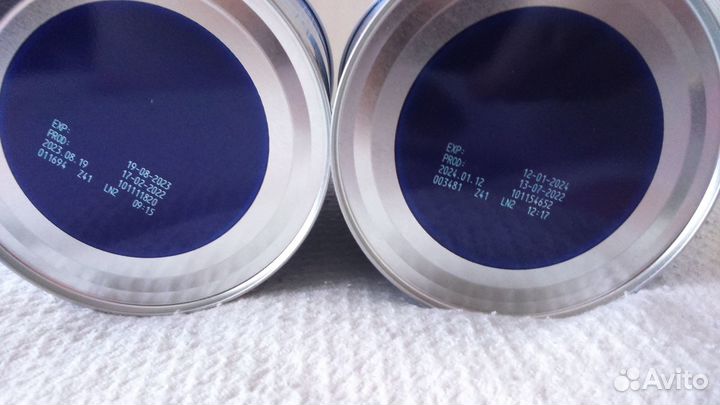 EXP: 19-08-2023
PROD: 17-02-2022
2023.08.19 101111820
011694 Z41 LN2 09:15
EXP: 12-01-2024
PROD: 13-07-2022
2024.01.12 101154652
003481 Z41 LN2 12:17
Avito